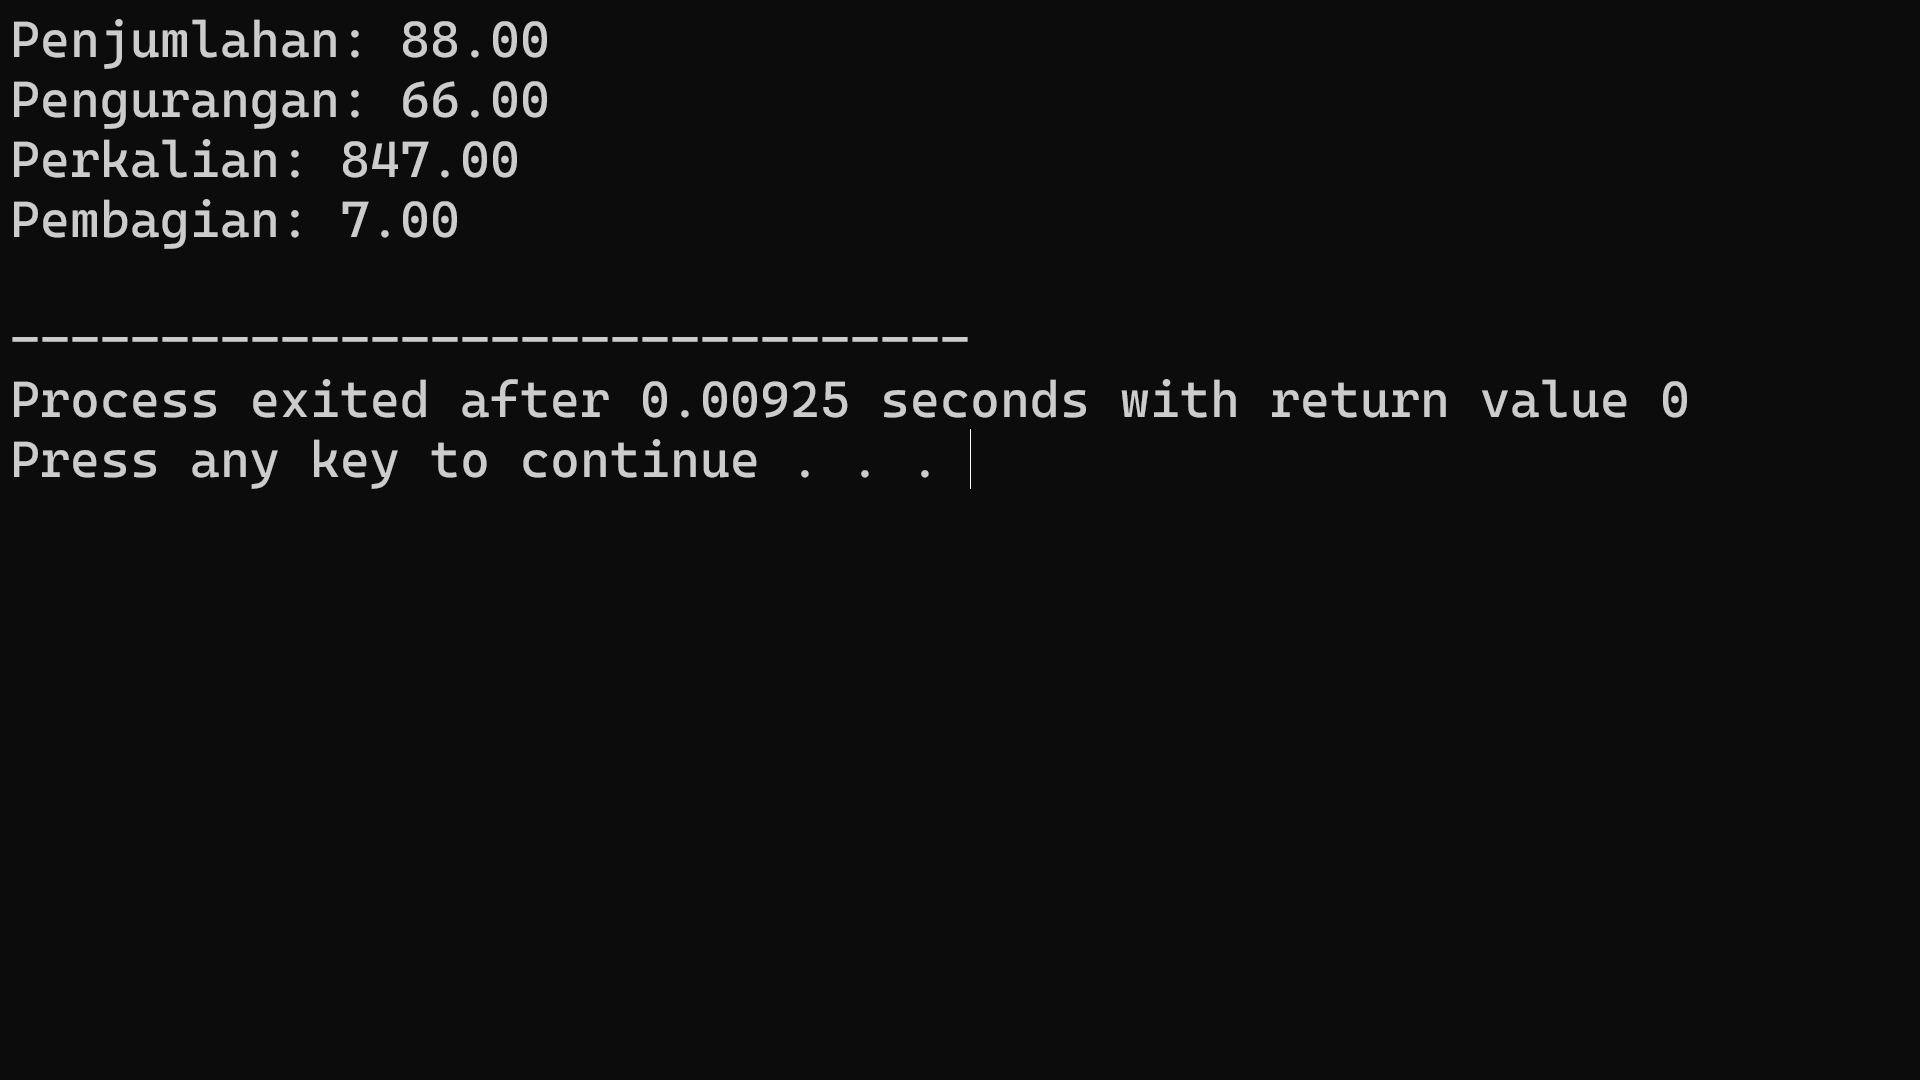 Penjumlahan: 88.00
Pengurangan: 66.00
Perkalian: 847.00
Pembagian: 7.00
--------------------------------
Process exited after 0.00925 seconds with return value 0
Press any key to continue . . .